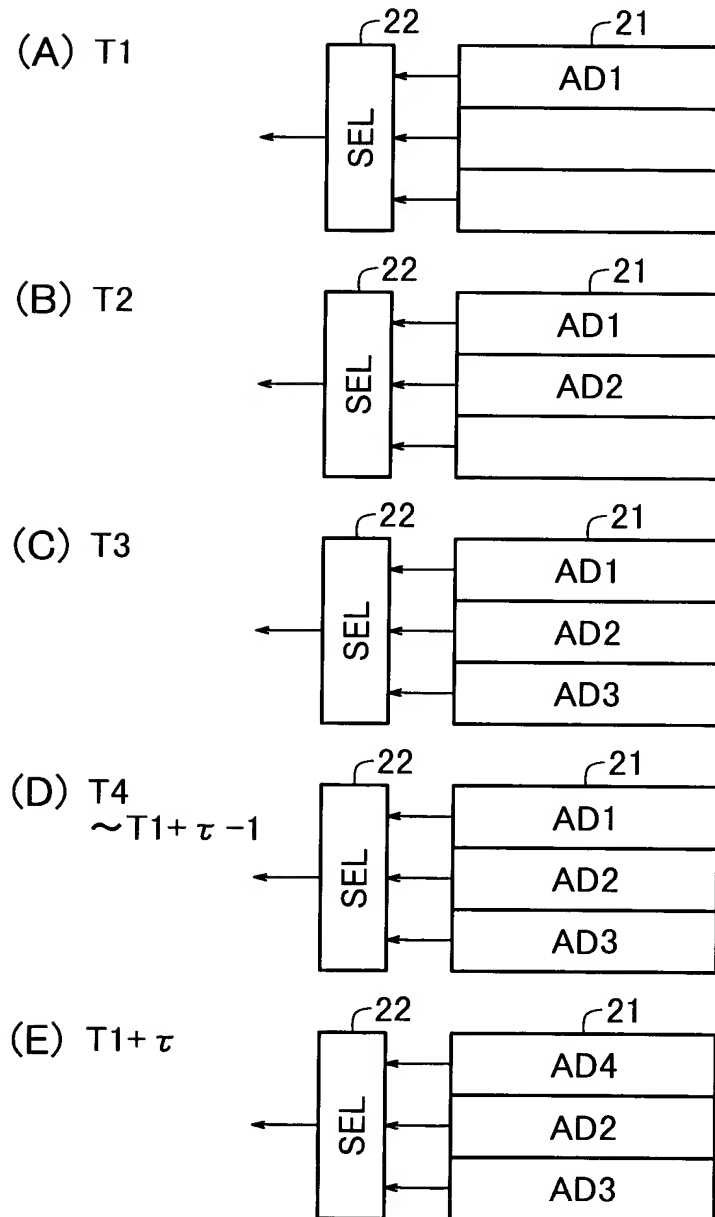 (A) T1
22
21
SEL
AD1
(B) T2
22
21
SEL
AD1
AD2
(C) T3
22
21
SEL
AD1
AD2
AD3
(D) T4
~T1+τ-1
22
21
SEL
AD1
AD2
AD3
(E) T1+τ
22
21
SEL
AD4
AD2
AD3